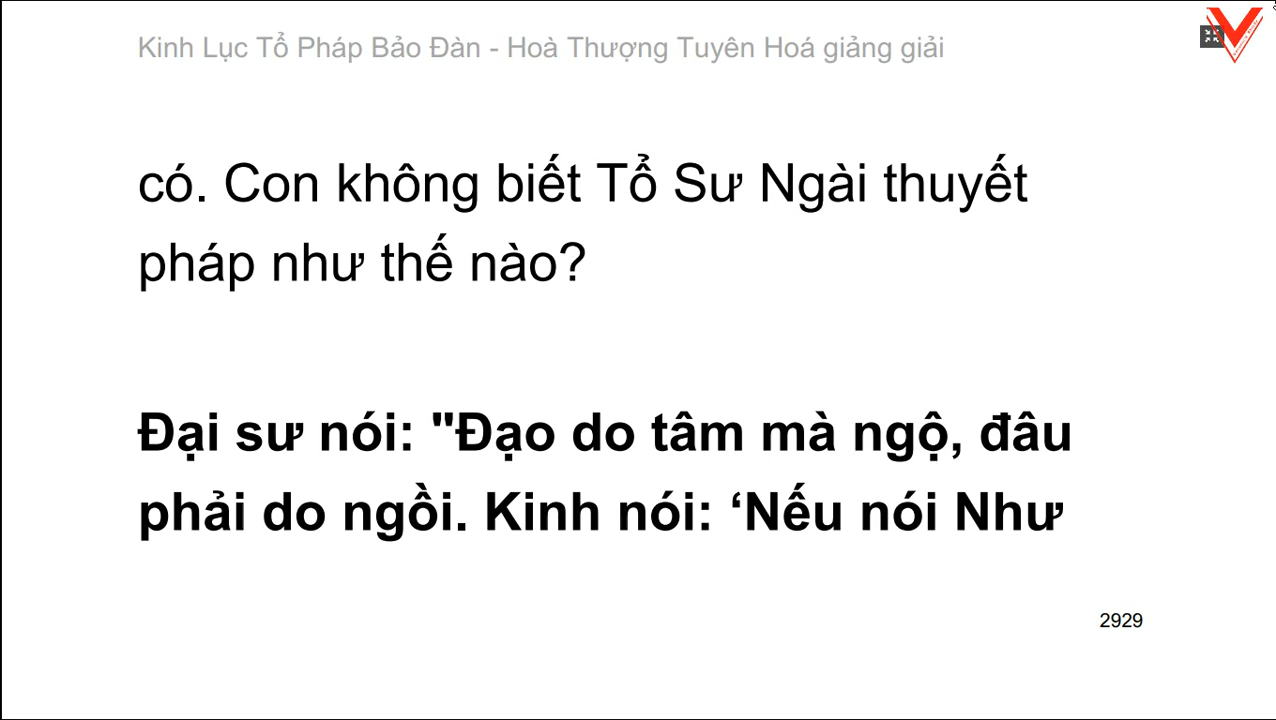 Kinh Lục Tổ Pháp Bảo Đàn - Hoà Thượng Tuyên Hoá giảng giải
có. Con không biết Tổ Sư Ngài thuyết
pháp như thế nào?
Đại sư nói: "Đạo do tâm mà ngộ, đâu
phải do ngồi. Kinh nói: ‘Nếu nói Như
2929